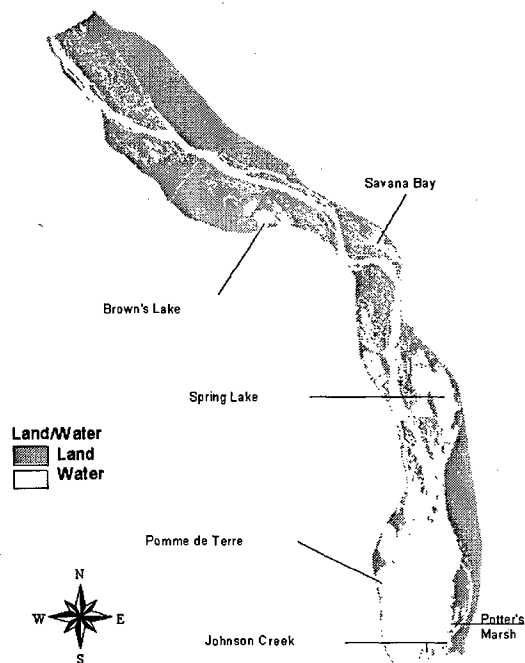 Savana Bay
Brown's Lake
Spring Lake
Land/Water
Land
Water
Pomme de Terre
N
W
E
S
Potter's
Marsh
Johnson Creek